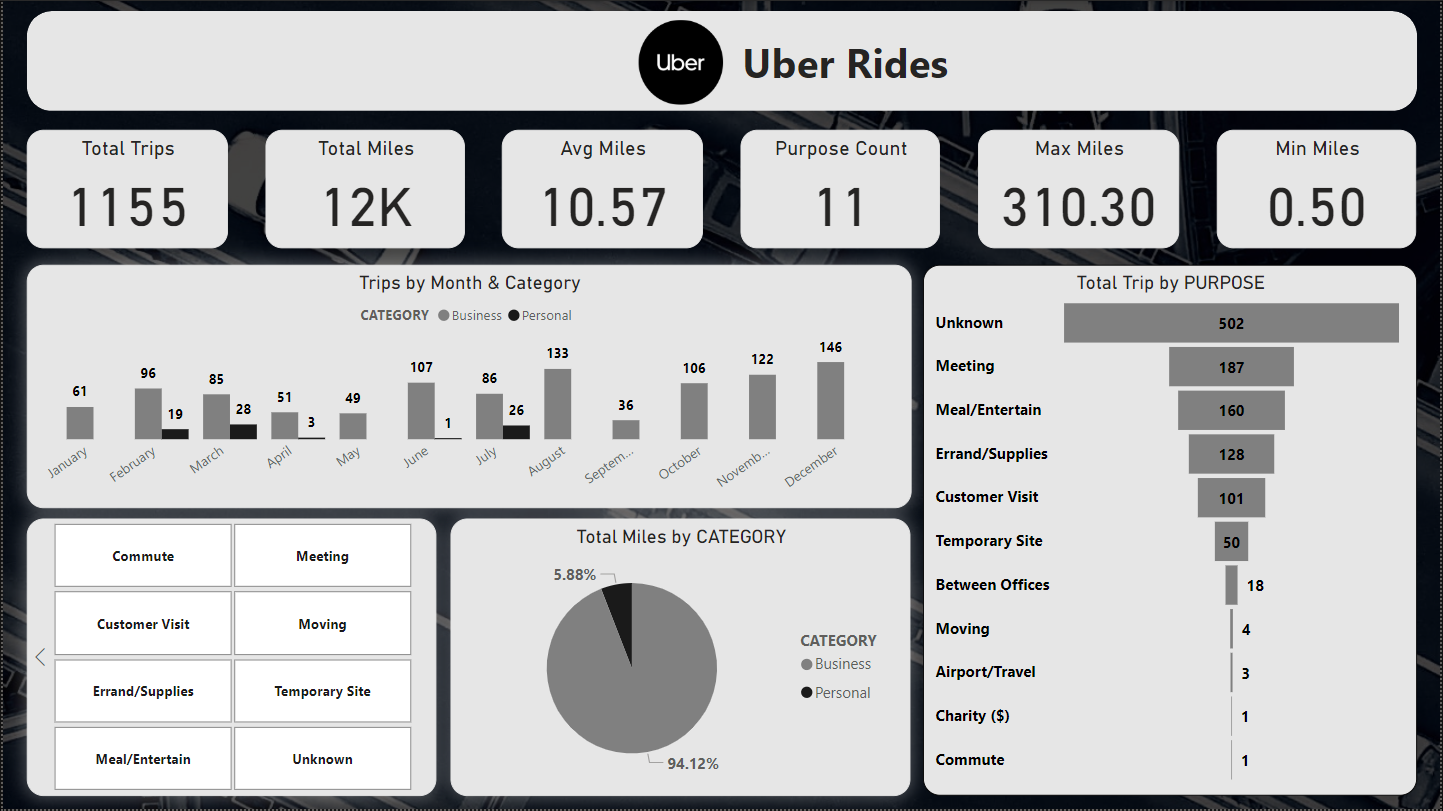 Uber
Uber Rides
Total Trips
1155
Total Miles
12K
Avg Miles
10.57
Purpose Count
11
Max Miles
310.30
Min Miles
0.50
Trips by Month & Category
CATEGORY Business Personal
61
96
19
85
28
51
3
49
107
1
86
26
133
36
106
122
146
January
February
March
April
May
June
July
August
Septem...
October
Novemb...
December
Total Trip by PURPOSE
Unknown 502
Meeting 187
Meal/Entertain 160
Errand/Supplies 128
Customer Visit 101
Temporary Site 50
Between Offices 18
Moving 4
Airport/Travel 3
Charity ($) 1
Commute 1
Commute
Meeting
Customer Visit
Moving
Errand/Supplies
Temporary Site
Meal/Entertain
Unknown
Total Miles by CATEGORY
5.88%
94.12%
CATEGORY
Business
Personal